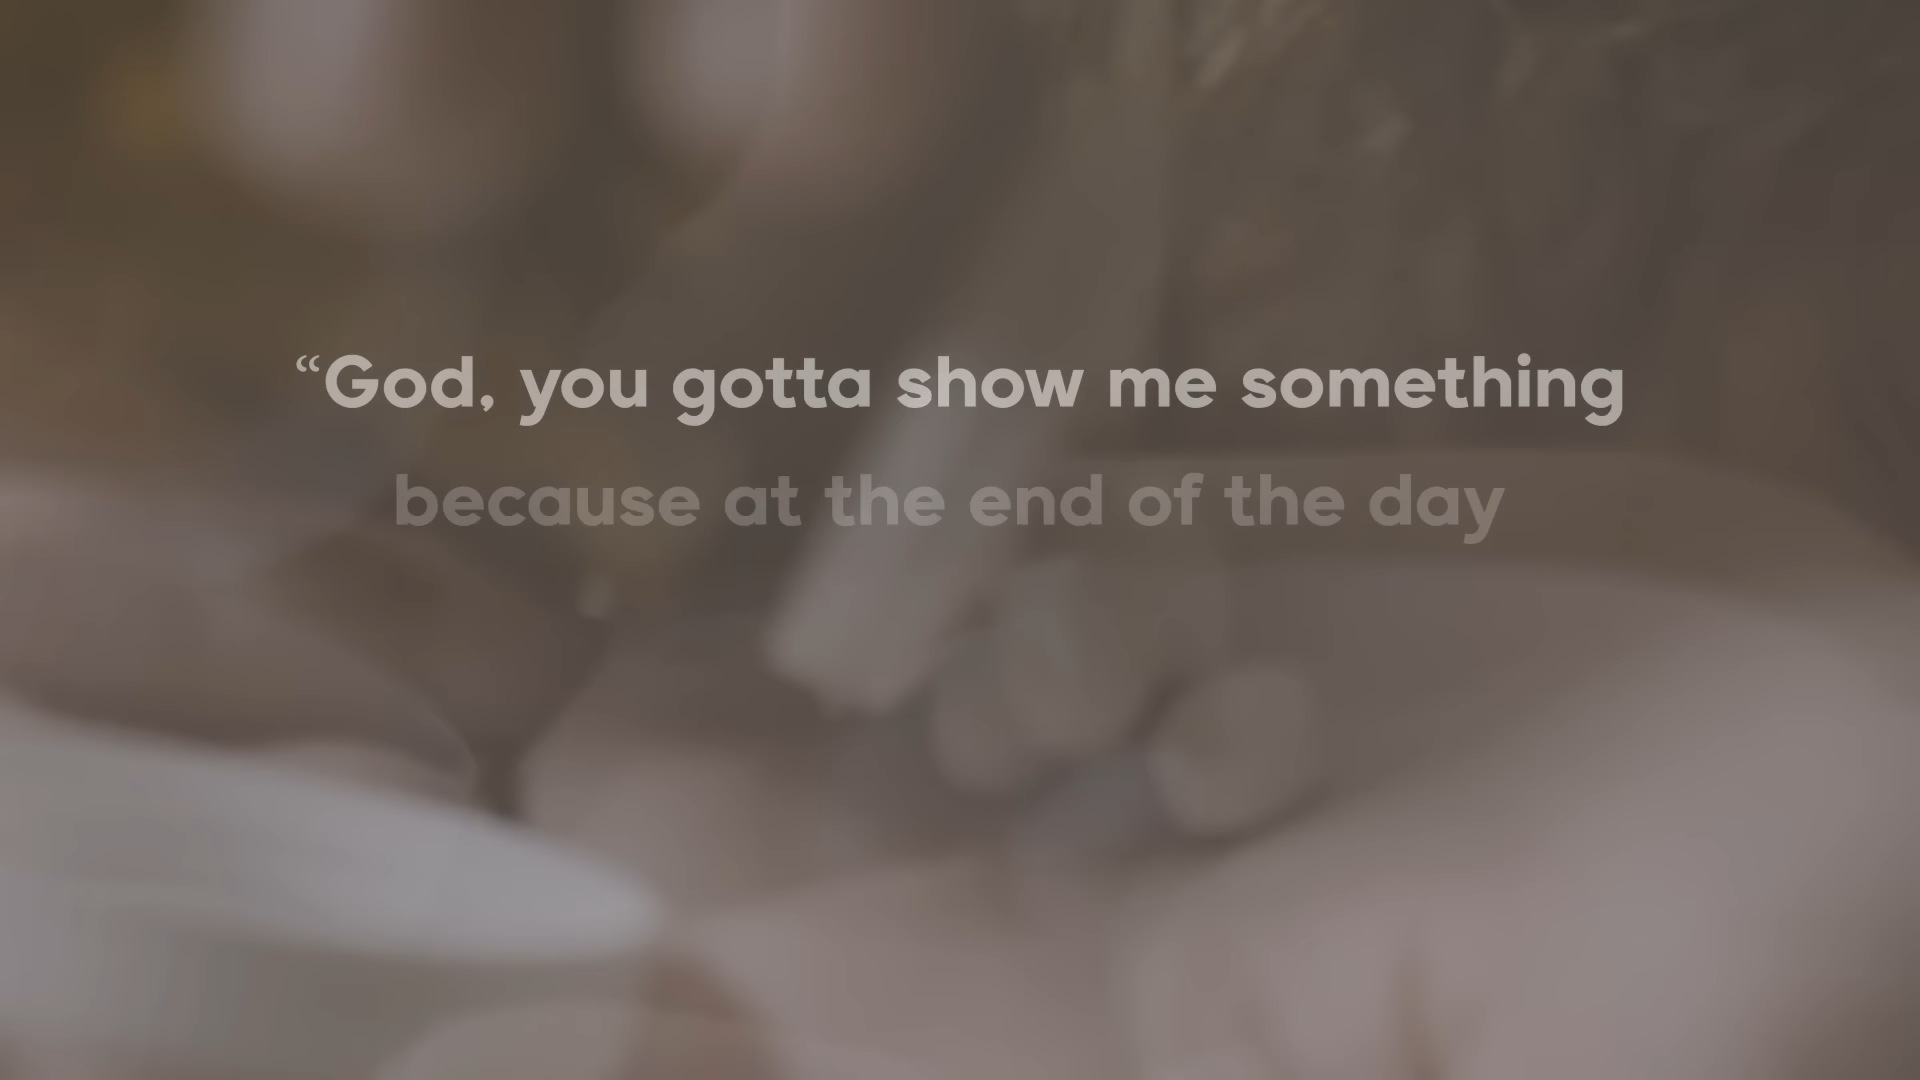 “God, you gotta show me something
because at the end of the day